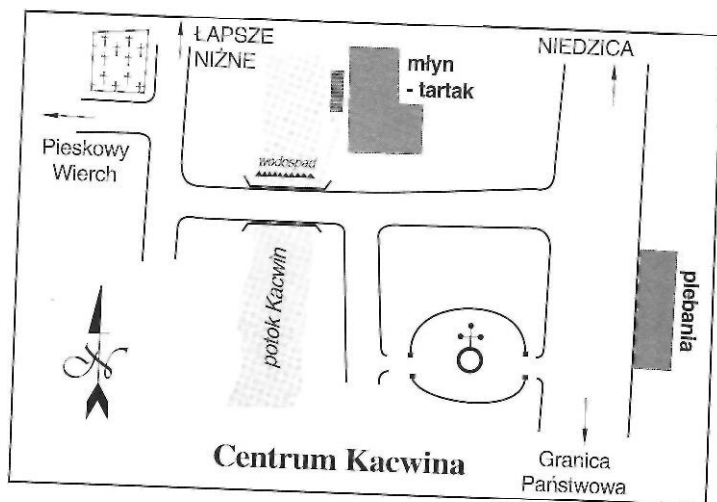 ŁAPSZE
NIŻNE
NIEDZICA
młyn
- tartak
Pieskowy
Wierch
wodospad
potok Kacwin
plebania
N
Centrum Kacwina
Granica
Państwowa